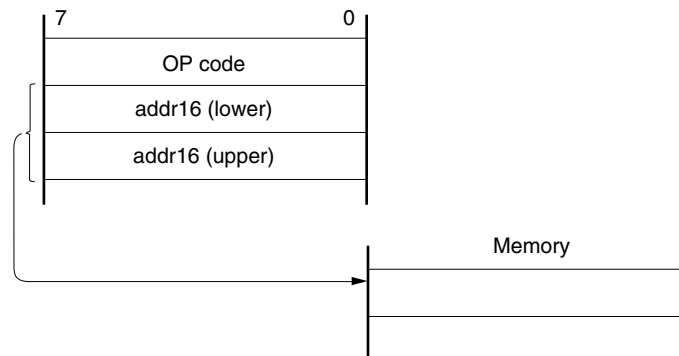 7 0
OP code
addr16 (lower)
addr16 (upper)
Memory